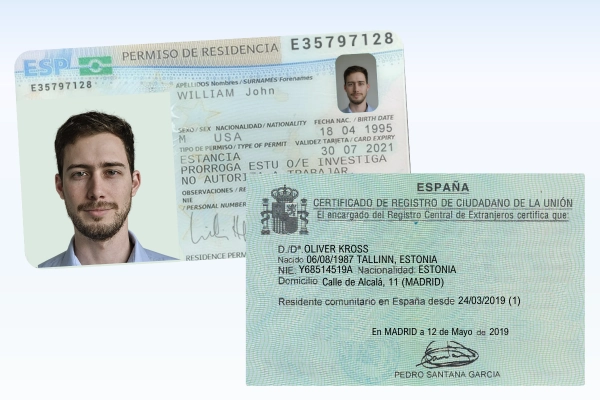 ESP
PERMISO DE RESIDENCIA
E35797128
E35797128
APELLIDOS Nombres / SURNAMES Forenames
WILLIAM John
SEXO/SEX NACIONALIDAD/NATIONALITY FECHA NAC. / BIRTH DATE
M USA 18 04 1995
TIPO DE PERMISO/TYPE OF PERMIT VALIDEZ TARJETA / CARD EXPIRY
ESTANCIA 30 07 2021
PRORROGA ESTU O/E INVESTIGA
NO AUTORIZA A TRABAJAR
OBSERVACIONES /
NIE
PERSONAL NUMBER
RESIDENCE PERM
ESPAÑA
CERTIFICADO DE REGISTRO DE CIUDADANO DE LA UNIÓN
El encargado del Registro Central de Extranjeros certifica que:
D./Dª. OLIVER KROSS
Nacido 06/08/1987 TALLINN, ESTONIA
NIE: Y68514519A Nacionalidad: ESTONIA
Domicilio Calle de Alcalá, 11 (MADRID)
Residente comunitario en España desde 24/03/2019 (1)
En MADRID a 12 de Mayo de 2019
PEDRO SANTANA GARCIA